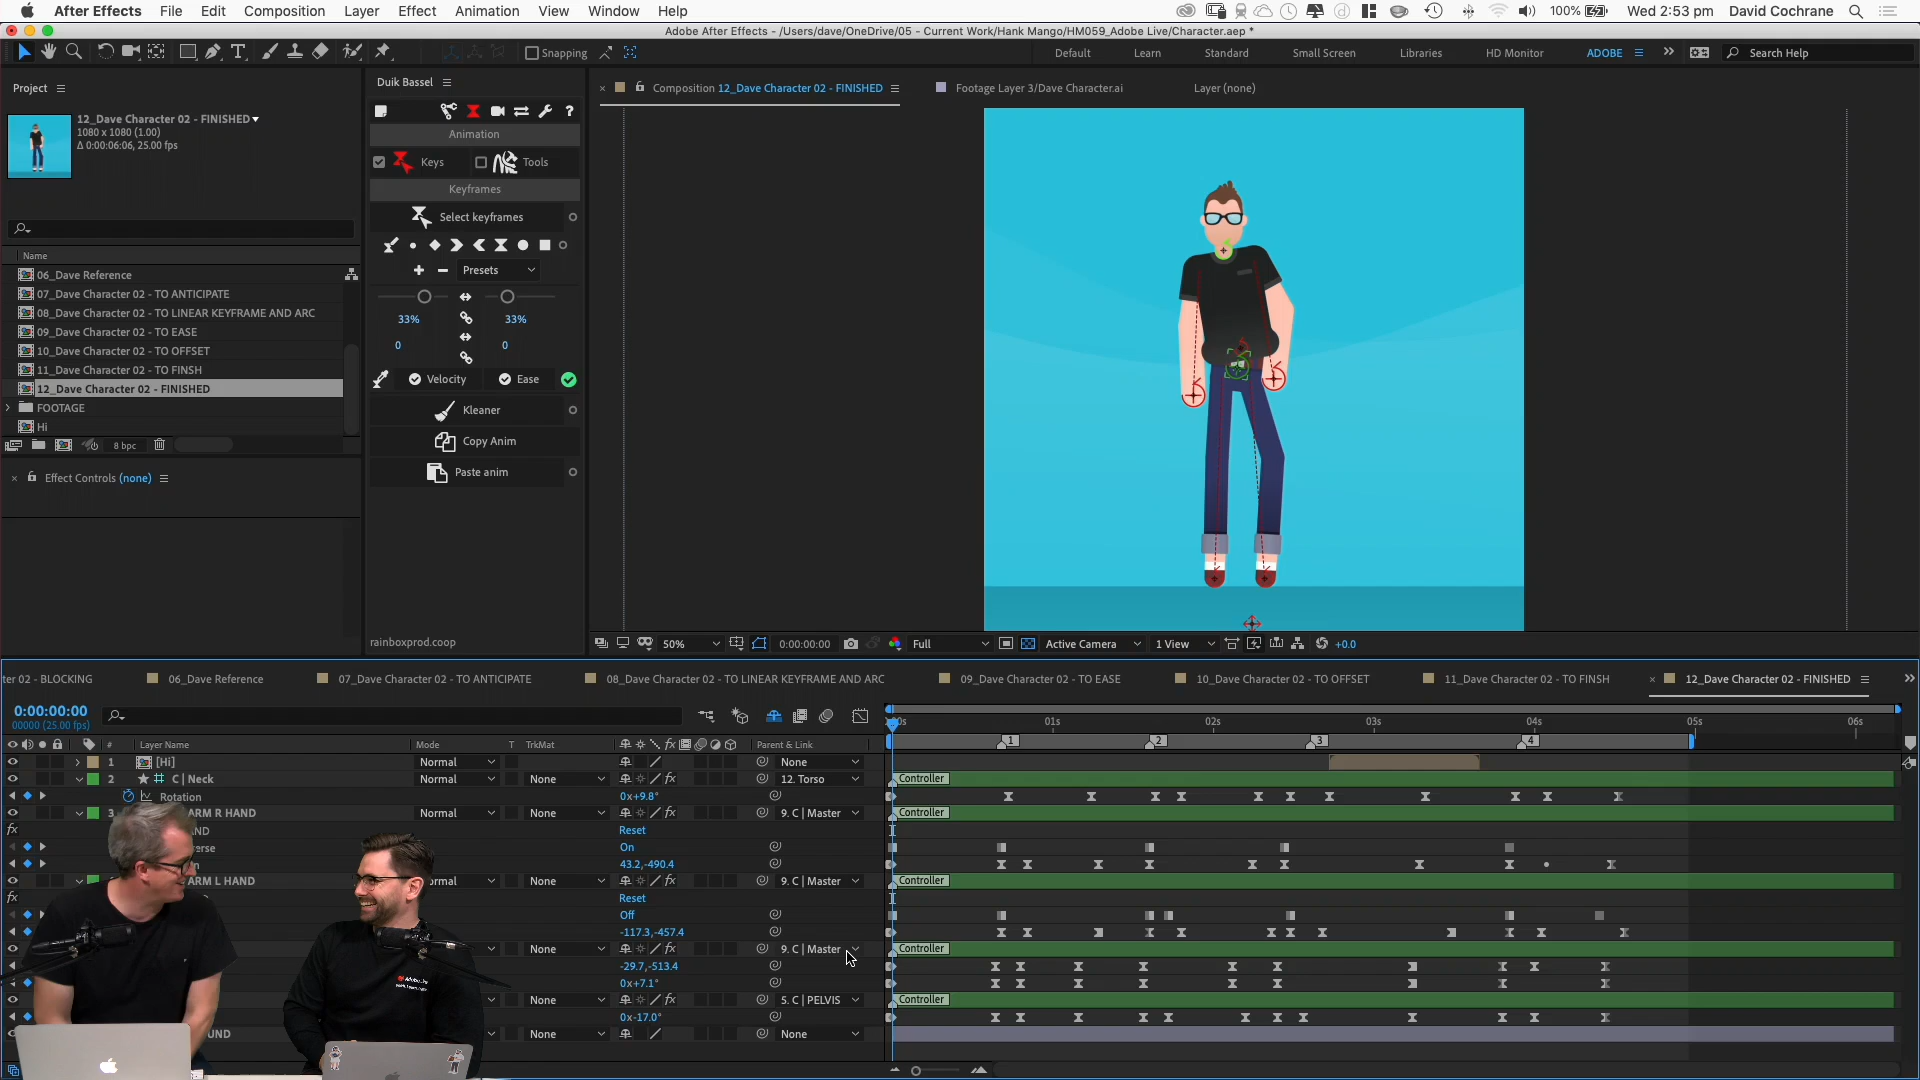 After Effects File Edit Composition Layer Effect Animation View Window Help 100% Wed 2:53 pm David Cochrane
Adobe After Effects - /Users/dave/OneDrive/05 - Current Work/Hank Mango/HM059_Adobe Live/Character.aep *
Snapping Default Learn Standard Small Screen Libraries HD Monitor ADOBE Search Help
Project
12_Dave Character 02 - FINISHED
1080 x 1080 (1.00)
Δ 0:00:06:06, 25.00 fps
Name
06_Dave Reference
07_Dave Character 02 - TO ANTICIPATE
08_Dave Character 02 - TO LINEAR KEYFRAME AND ARC
09_Dave Character 02 - TO EASE
10_Dave Character 02 - TO OFFSET
11_Dave Character 02 - TO FINSH
12_Dave Character 02 - FINISHED
FOOTAGE
Hi
8 bpc
Effect Controls (none)
Duik Bassel
?
Animation
Keys Tools
Keyframes
Select keyframes
Presets
33% 33%
0 0
Velocity Ease
Kleaner
Copy Anim
Paste anim
rainboxprod.coop
Composition 12_Dave Character 02 - FINISHED Footage Layer 3/Dave Character.ai Layer (none)
50% 0:00:00:00 Full Active Camera 1 View +0.0
ter 02 - BLOCKING 06_Dave Reference 07_Dave Character 02 - TO ANTICIPATE 08_Dave Character 02 - TO LINEAR KEYFRAME AND ARC 09_Dave Character 02 - TO EASE 10_Dave Character 02 - TO OFFSET 11_Dave Character 02 - TO FINSH 12_Dave Character 02 - FINISHED
0:00:00:00
00000 (25.00 fps)
:00s 01s 02s 03s 04s 05s 06s
# Layer Name Mode T TrkMat Parent & Link 1 2 3 4
1 [Hi] Normal None
2 C | Neck Normal None 12. Torso Controller
Rotation 0x+9.8°
3 ARM R HAND Normal None 9. C | Master Controller
AND Reset
erse On
n 43.2,-490.4
ARM L HAND ormal None 9. C | Master Controller
Reset
Off
-117.3,-457.4
None 9. C | Master Controller
-29.7,-513.4
0x+7.1°
None 5. C | PELVIS Controller
0x-17.0°
UND None None